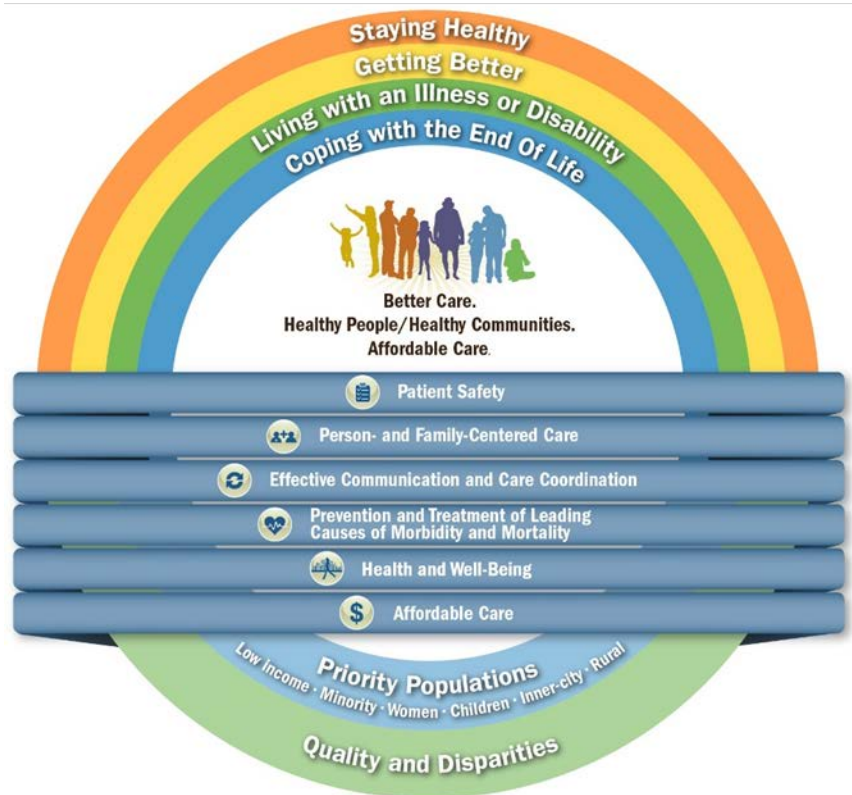 Staying Healthy
Getting Better
Living with an Illness or Disability
Coping with the End Of Life
Better Care.
Healthy People/Healthy Communities.
Affordable Care.
Patient Safety
Person- and Family-Centered Care
Effective Communication and Care Coordination
Prevention and Treatment of Leading
Causes of Morbidity and Mortality
Health and Well-Being
$ Affordable Care
Priority Populations
Low Income · Minority · Women · Children · Inner-city · Rural
Quality and Disparities